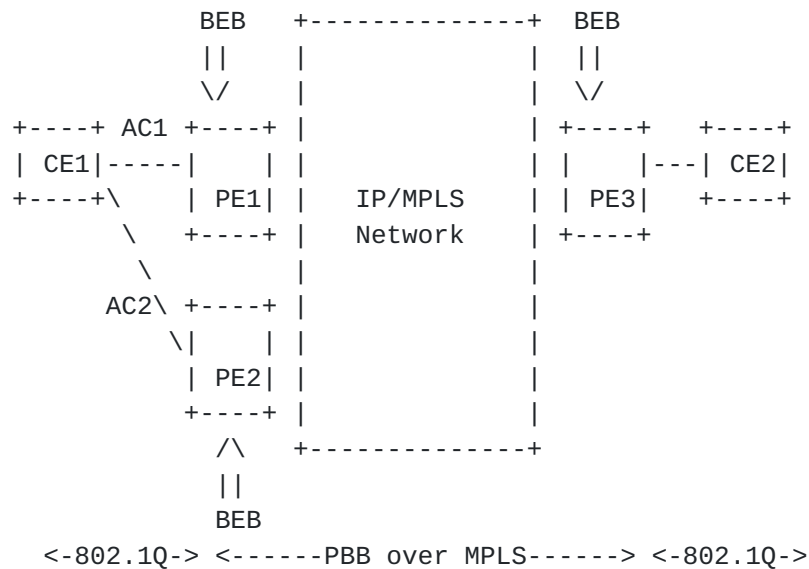 BEB BEB
AC1
CE1 CE2
PE1 IP/MPLS PE3
Network
AC2
PE2
BEB
<-802.1Q-> <------PBB over MPLS------> <-802.1Q->